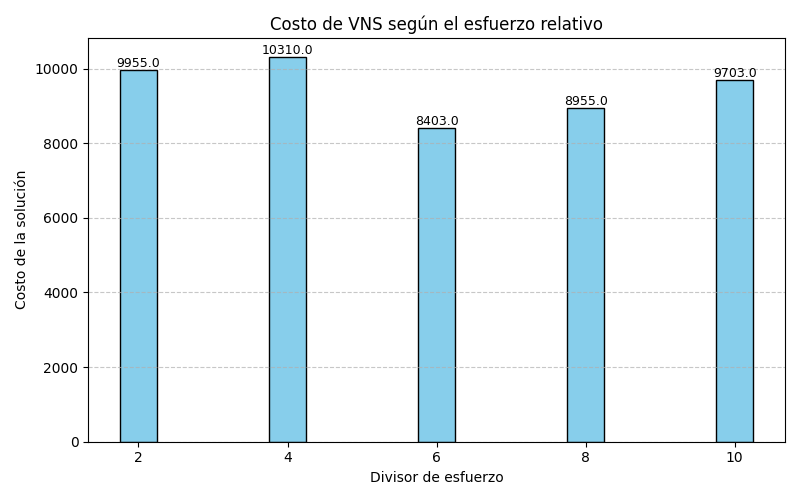 Costo de VNS según el esfuerzo relativo
Costo de la solución
10000
8000
6000
4000
2000
0
9955.0
10310.0
8403.0
8955.0
9703.0
2 4 6 8 10
Divisor de esfuerzo